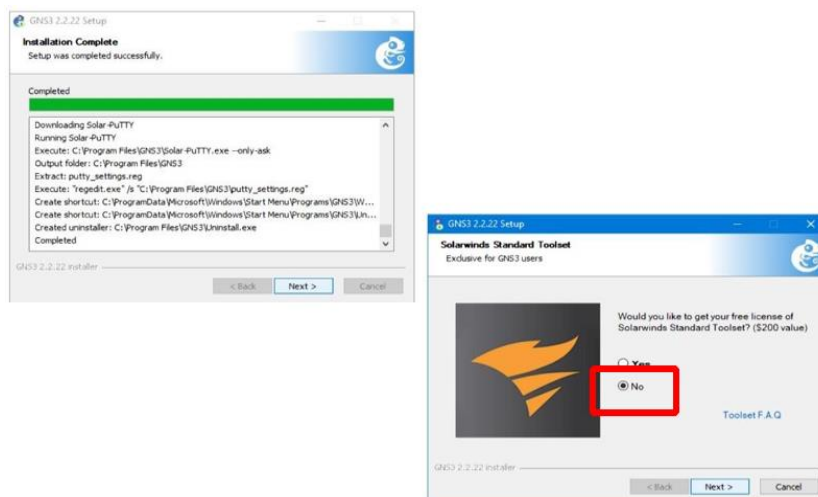 GNS3 2.2.22 Setup
Installation Complete
Setup was completed successfully.
Completed
Downloading Solar-PuTTY
Running Solar-PuTTY
Execute: C:\Program Files\GNS3\Solar-PuTTY.exe --only-ask
Output folder: C:\Program Files\GNS3
Extract: putty_settings.reg
Execute: "regedit.exe" /s "C:\Program Files\GNS3\putty_settings.reg"
Create shortcut: C:\ProgramData\Microsoft\Windows\Start Menu\Programs\GNS3\W...
Create shortcut: C:\ProgramData\Microsoft\Windows\Start Menu\Programs\GNS3\Un...
Created uninstaller: C:\Program Files\GNS3\Uninstall.exe
Completed
GNS3 2.2.22 installer
< Back Next > Cancel
GNS3 2.2.22 Setup
Solarwinds Standard Toolset
Exclusive for GNS3 users
Would you like to get your free license of
Solarwinds Standard Toolset? ($200 value)
Yes
No
Toolset F.A.Q
GNS3 2.2.22 installer
< Back Next > Cancel